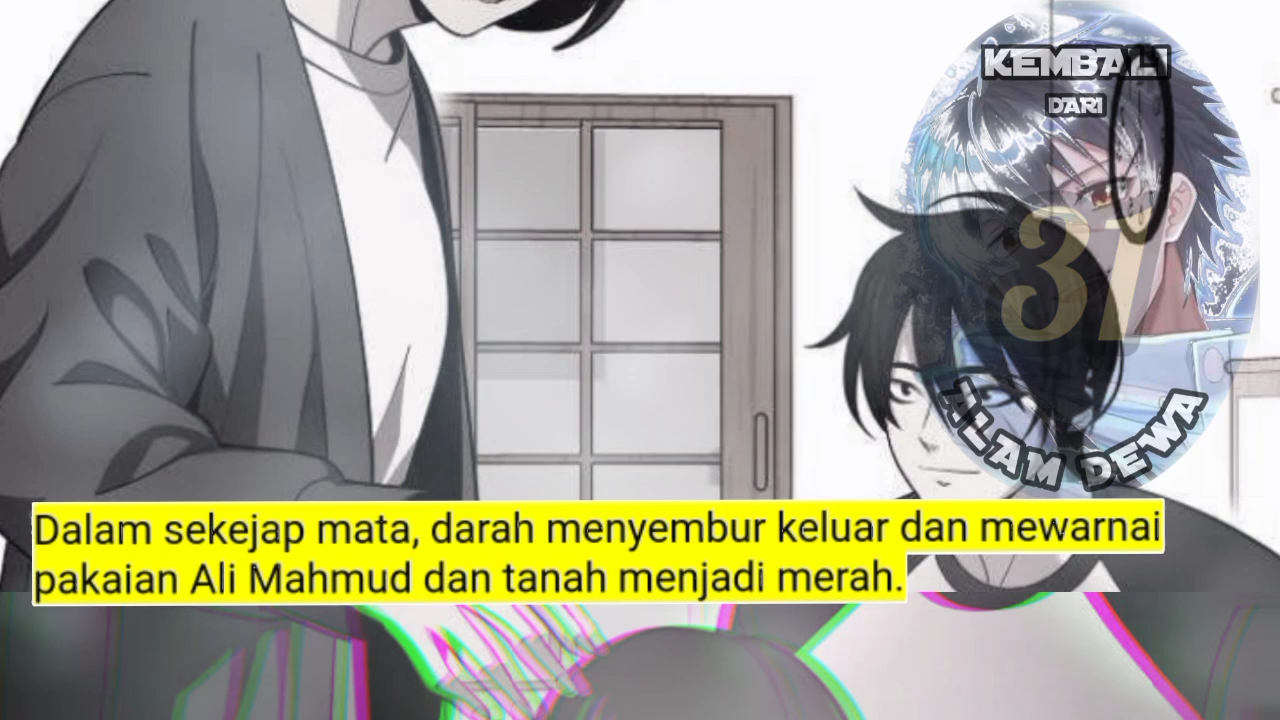 KEMBALI
DARI
31
ALAM DEWA
Dalam sekejap mata, darah menyembur keluar dan mewarnai
pakaian Ali Mahmud dan tanah menjadi merah.